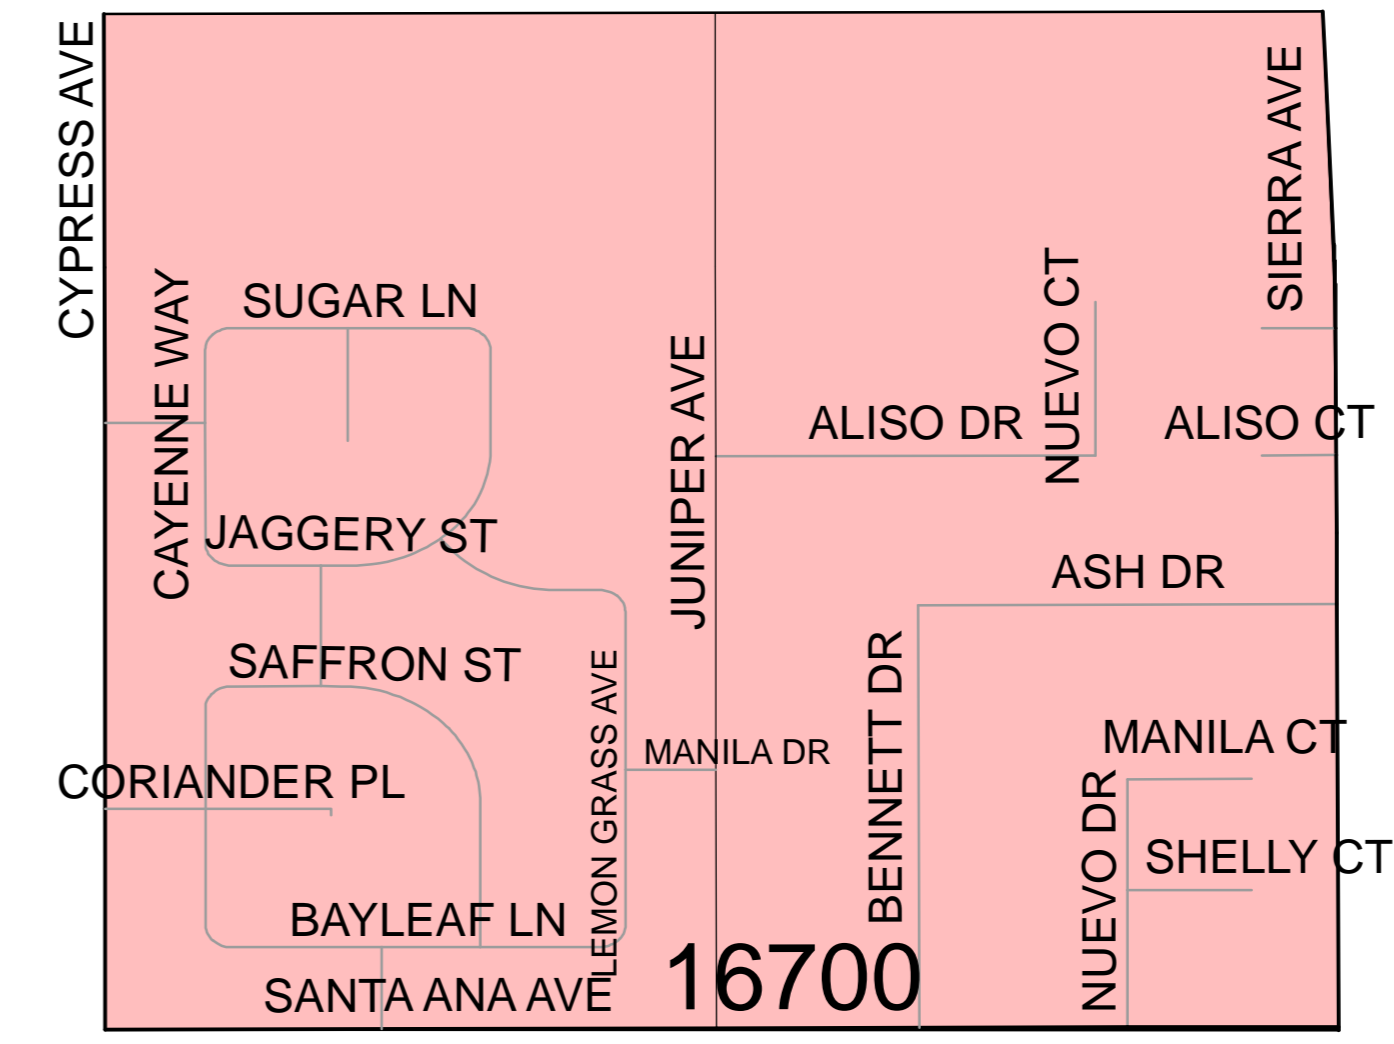 CYPRESS AVE
SIERRA AVE
CAYENNE WAY
SUGAR LN
NUEVO CT
JUNIPER AVE
ALISO DR
ALISO CT
JAGGERY ST
ASH DR
SAFFRON ST
LEMON GRASS AVE
BENNETT DR
MANILA DR
MANILA CT
CORIANDER PL
NUEVO DR
SHELLY CT
BAYLEAF LN
16700
SANTA ANA AVE